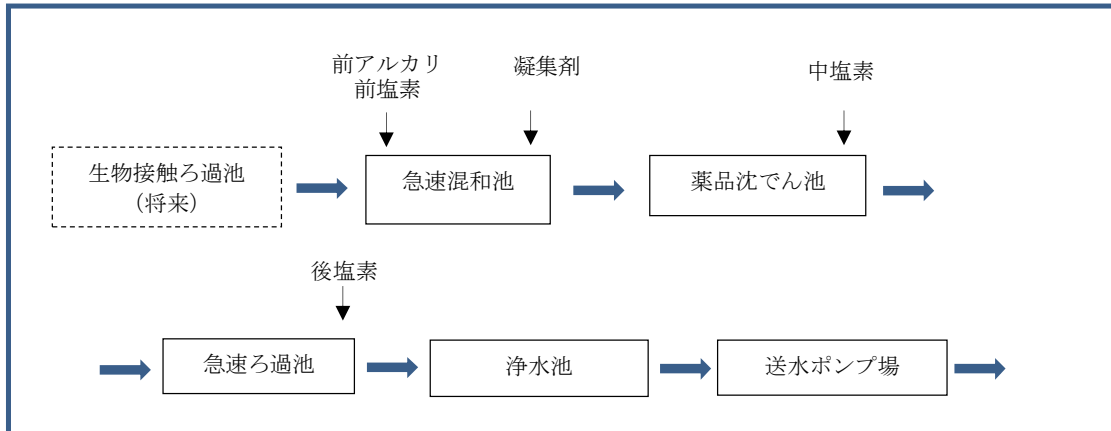 前アルカリ
前塩素
凝集剤
中塩素
生物接触ろ過池
（将来）
急速混和池
薬品沈でん池
後塩素
急速ろ過池
浄水池
送水ポンプ場